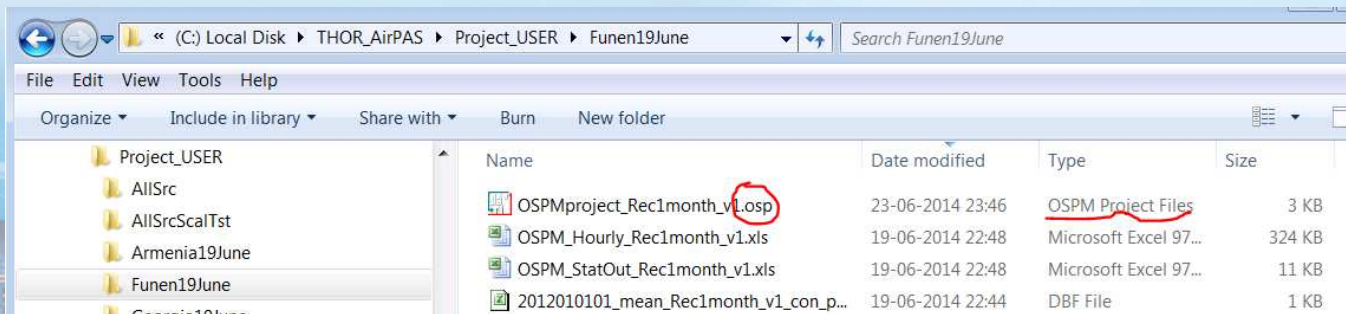 « (C:) Local Disk ▸ THOR_AirPAS ▸ Project_USER ▸ Funen19June Search Funen19June
File Edit View Tools Help
Organize Include in library Share with Burn New folder
Project_USER
AllSrc
AllSrcScalTst
Armenia19June
Funen19June
Name Date modified Type Size
OSPMproject_Rec1month_v1.osp 23-06-2014 23:46 OSPM Project Files 3 KB
OSPM_Hourly_Rec1month_v1.xls 19-06-2014 22:48 Microsoft Excel 97... 324 KB
OSPM_StatOut_Rec1month_v1.xls 19-06-2014 22:48 Microsoft Excel 97... 11 KB
2012010101_mean_Rec1month_v1_con_p... 19-06-2014 22:44 DBF File 1 KB